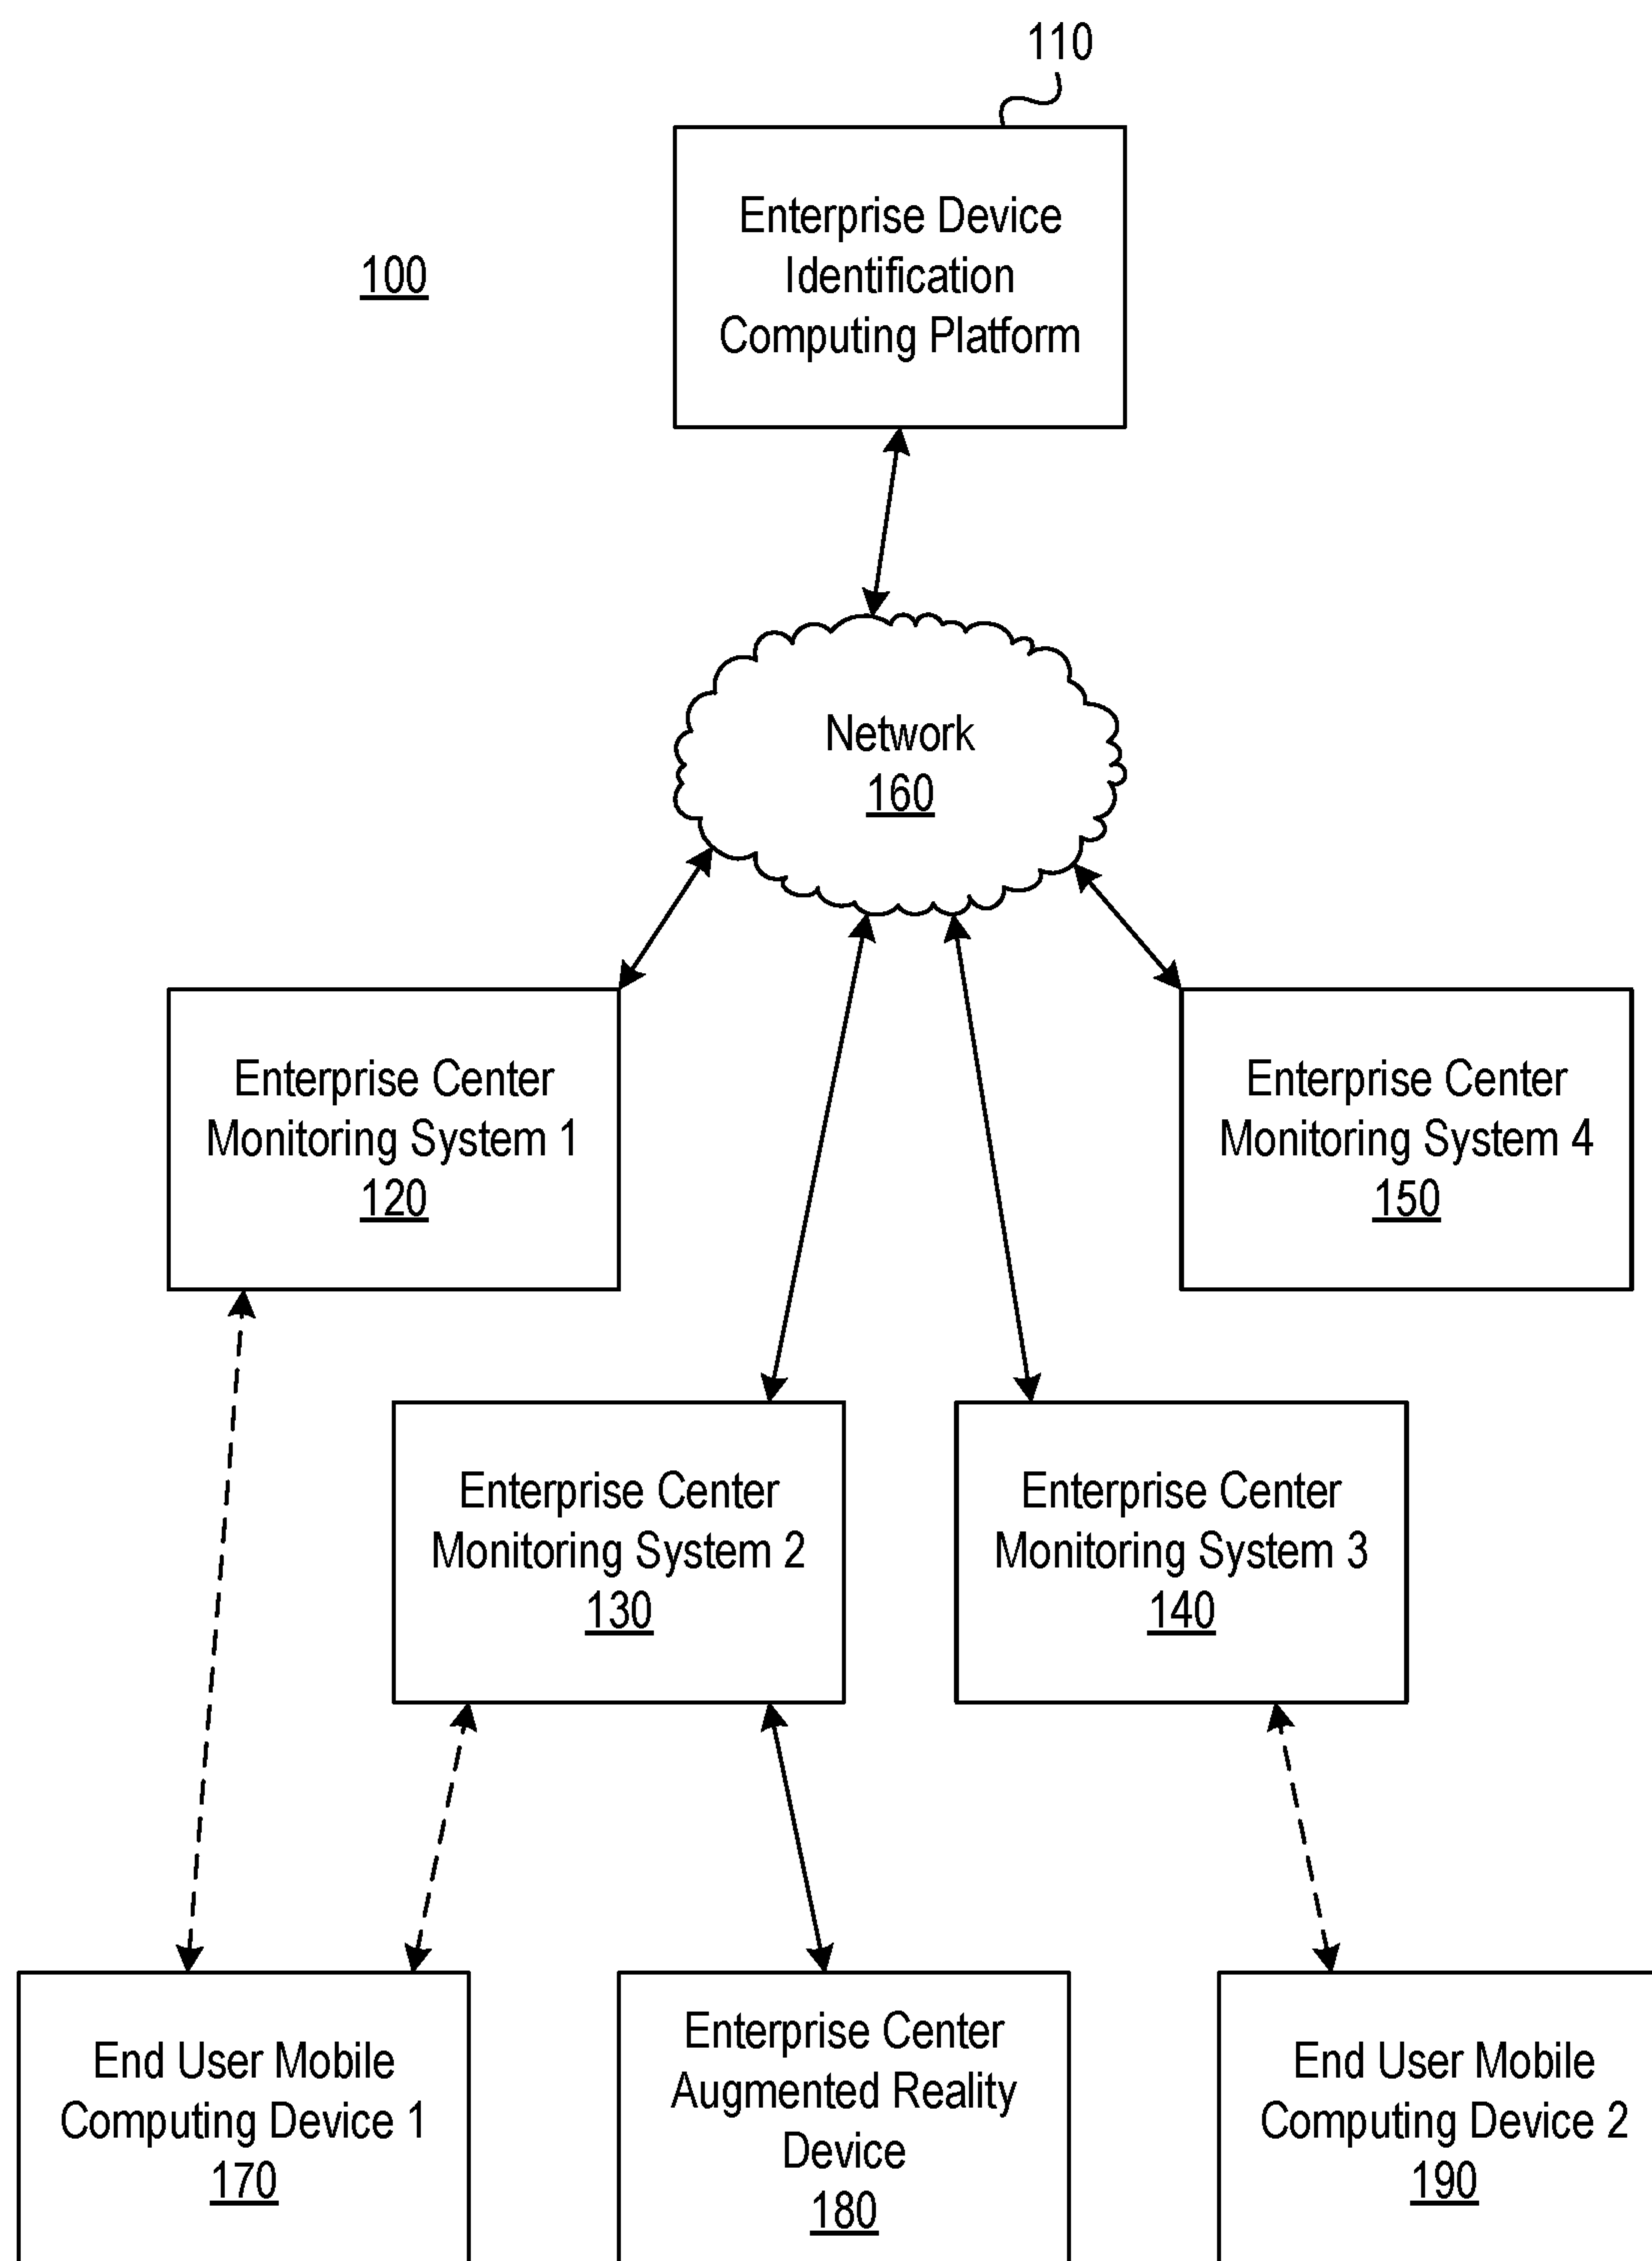 110
Enterprise Device
Identification
Computing Platform
100
Network
160
Enterprise Center
Monitoring System 1
120
Enterprise Center
Monitoring System 4
150
Enterprise Center
Monitoring System 2
130
Enterprise Center
Monitoring System 3
140
End User Mobile
Computing Device 1
170
Enterprise Center
Augmented Reality
Device
180
End User Mobile
Computing Device 2
190